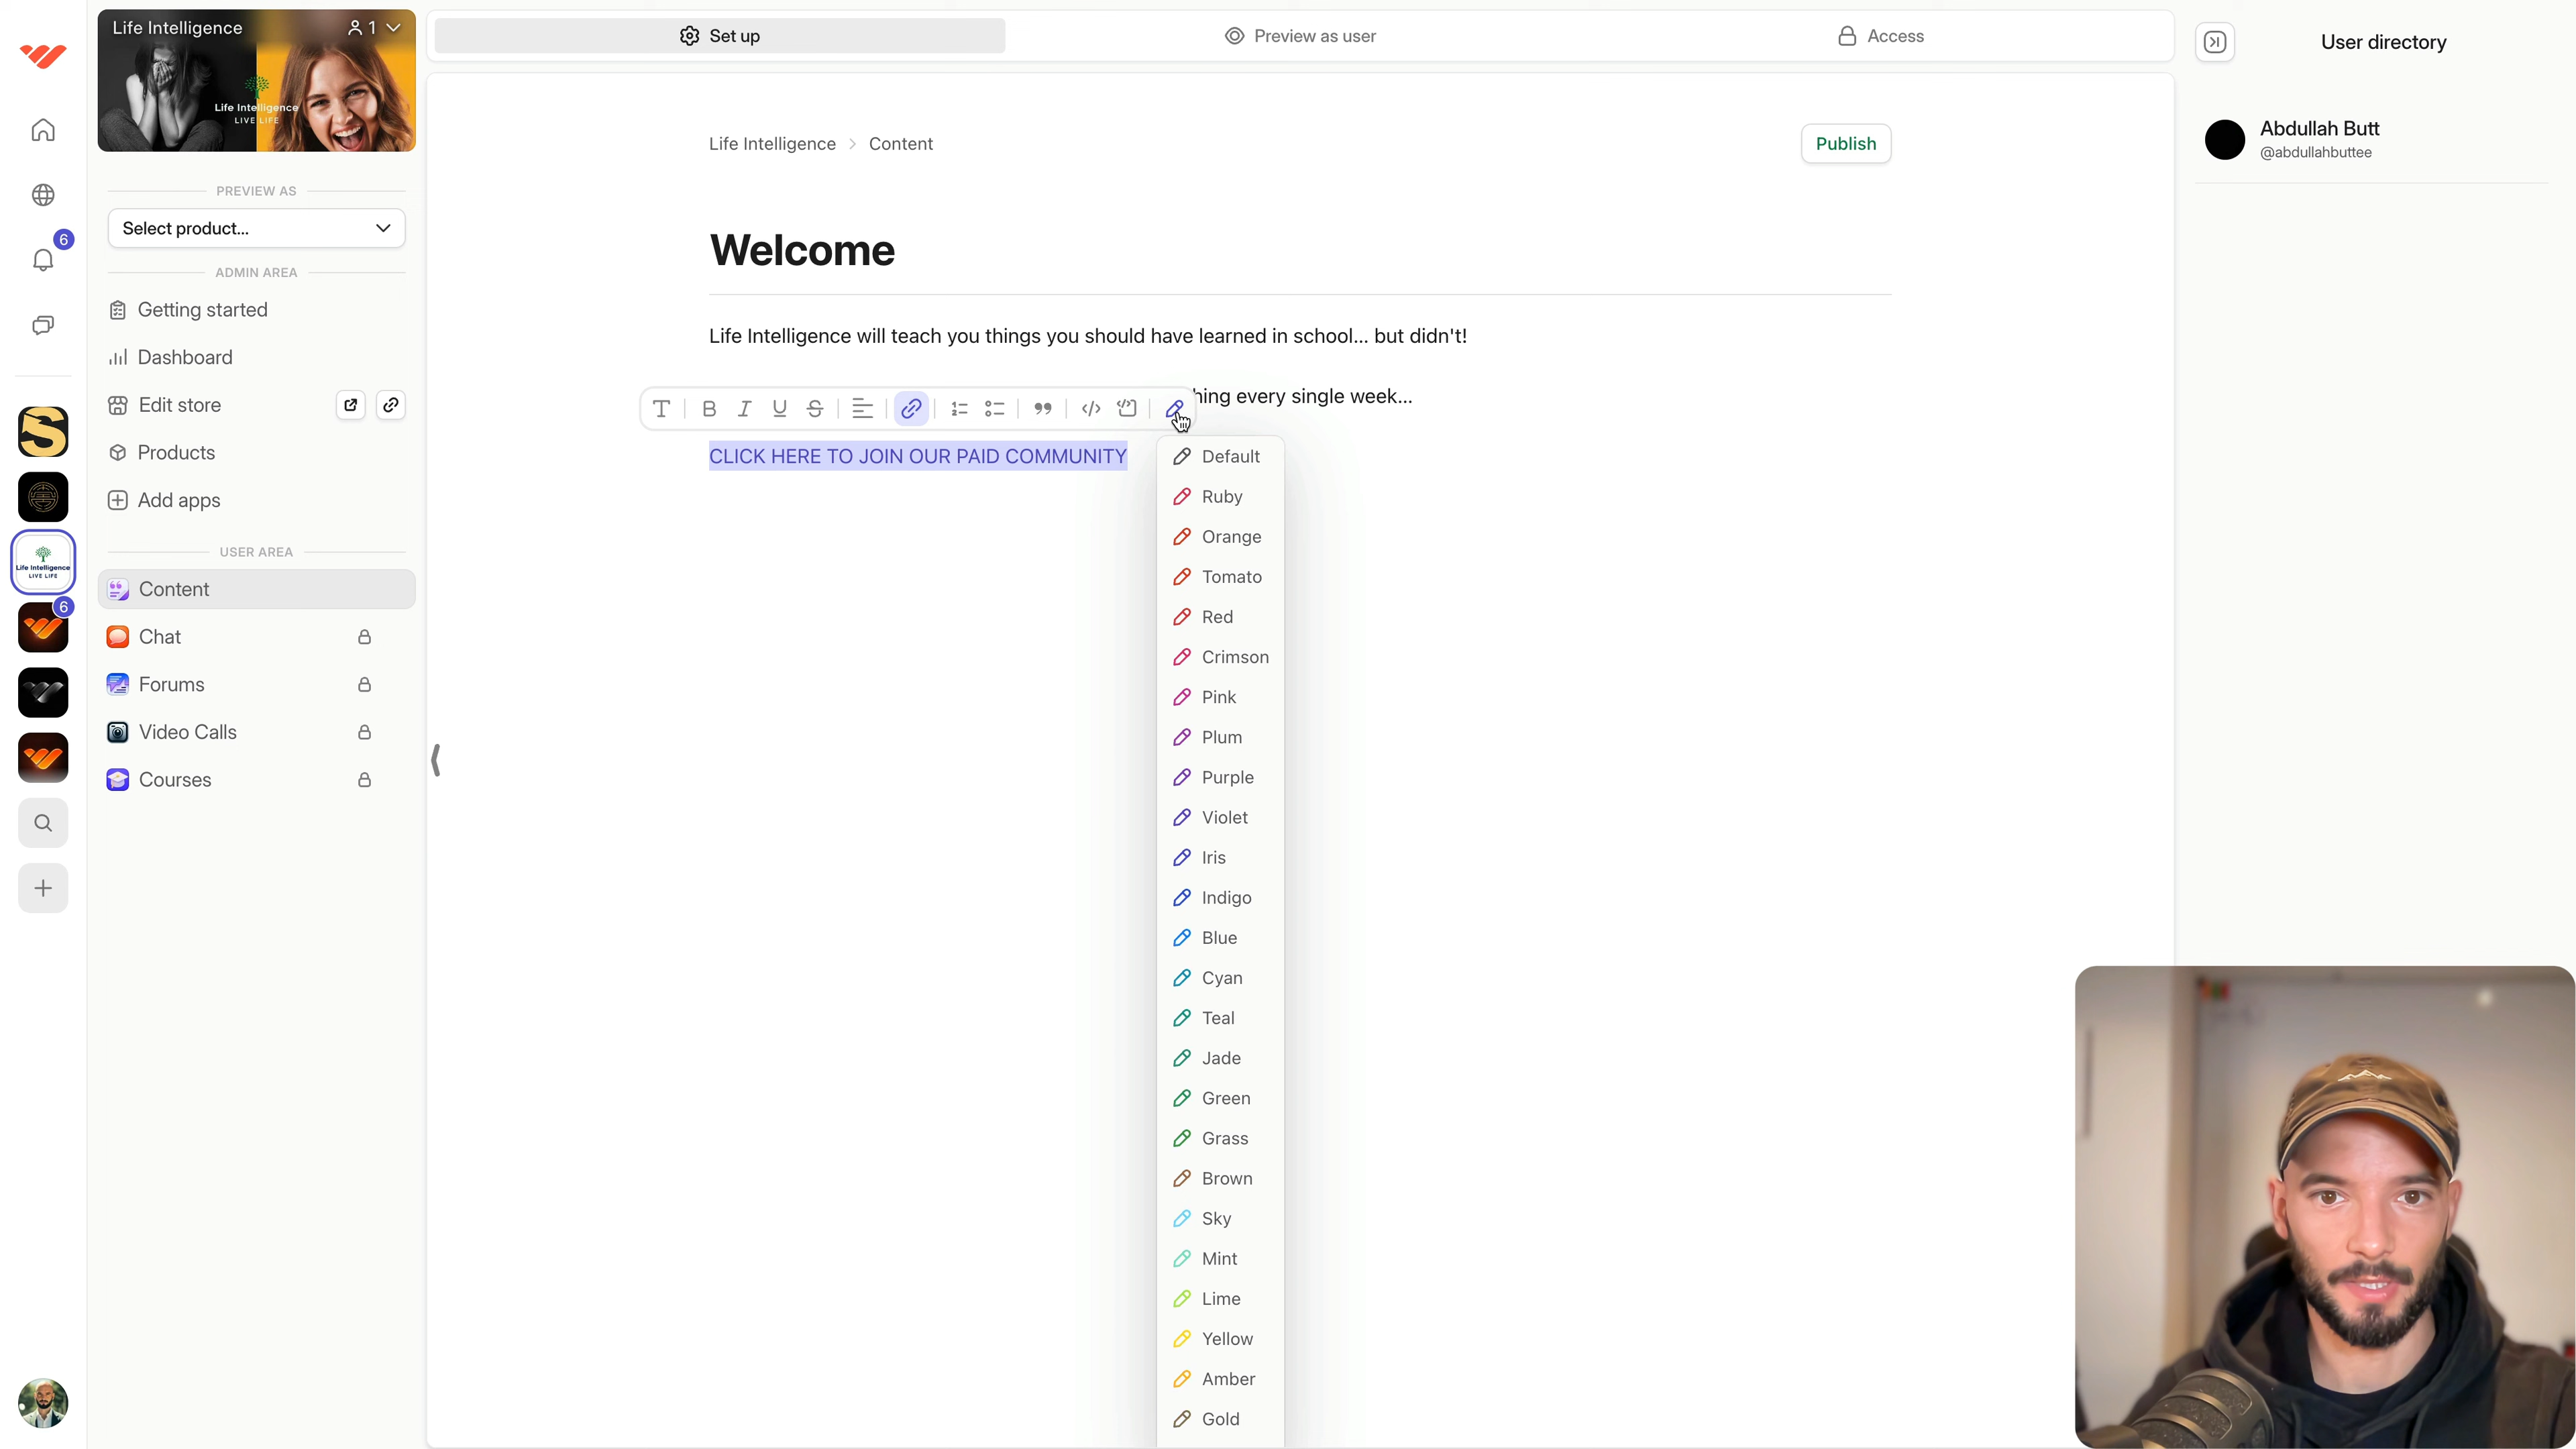 Life Intelligence
1
Life Intelligence
LIVE LIFE
PREVIEW AS
Select product...
ADMIN AREA
Getting started
Dashboard
Edit store
Products
Add apps
USER AREA
Content
Chat
Forums
Video Calls
Courses
6
Life Intelligence
LIVE LIFE
6
Set up
Preview as user
Access
Life Intelligence > Content
Publish
Welcome
Life Intelligence will teach you things you should have learned in school... but didn't!
hing every single week...
CLICK HERE TO JOIN OUR PAID COMMUNITY
Default
Ruby
Orange
Tomato
Red
Crimson
Pink
Plum
Purple
Violet
Iris
Indigo
Blue
Cyan
Teal
Jade
Green
Grass
Brown
Sky
Mint
Lime
Yellow
Amber
Gold
User directory
Abdullah Butt
@abdullahbuttee